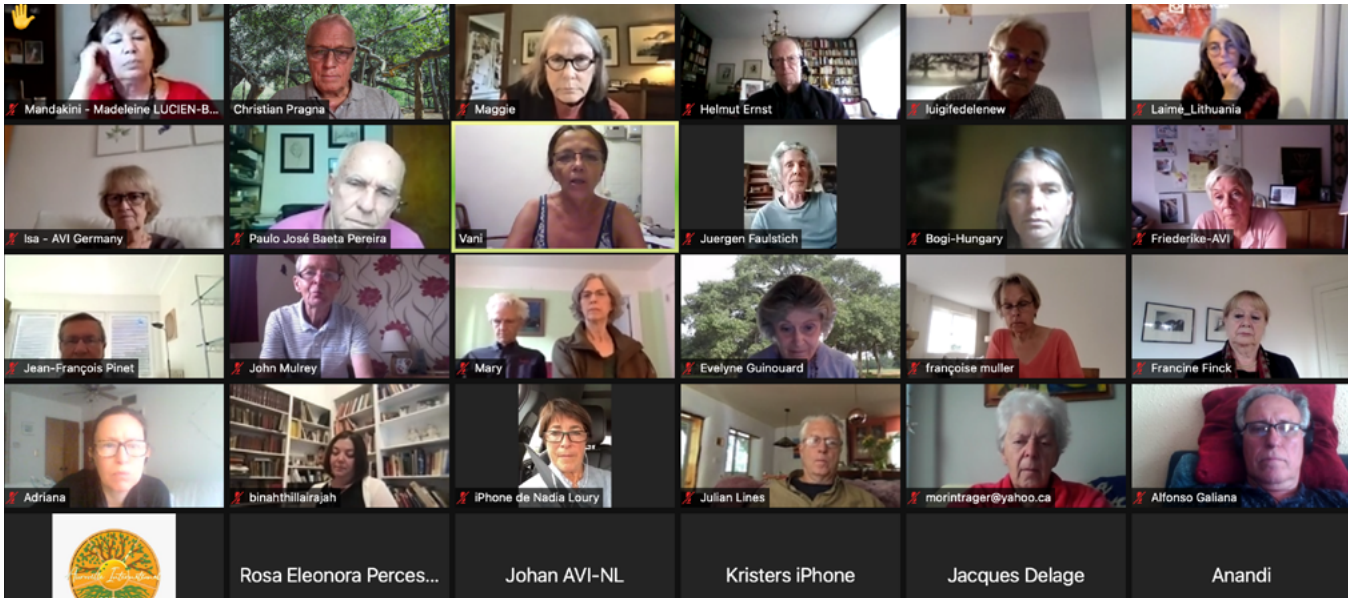 Mandakini - Madeleine LUCIEN-B...
Christian Pragna
Maggie
Helmut Ernst
luigifedelenew
Laimė_Lithuania
Isa - AVI Germany
Paulo José Baeta Pereira
Vani
Juergen Faulstich
Bogi-Hungary
Friederike-AVI
Jean-François Pinet
John Mulrey
Mary
Evelyne Guinouard
françoise muller
Francine Finck
Adriana
binahthillairajah
iPhone de Nadia Loury
Julian Lines
morintrager@yahoo.ca
Alfonso Galiana
Rosa Eleonora Perces...
Johan AVI-NL
Kristers iPhone
Jacques Delage
Anandi